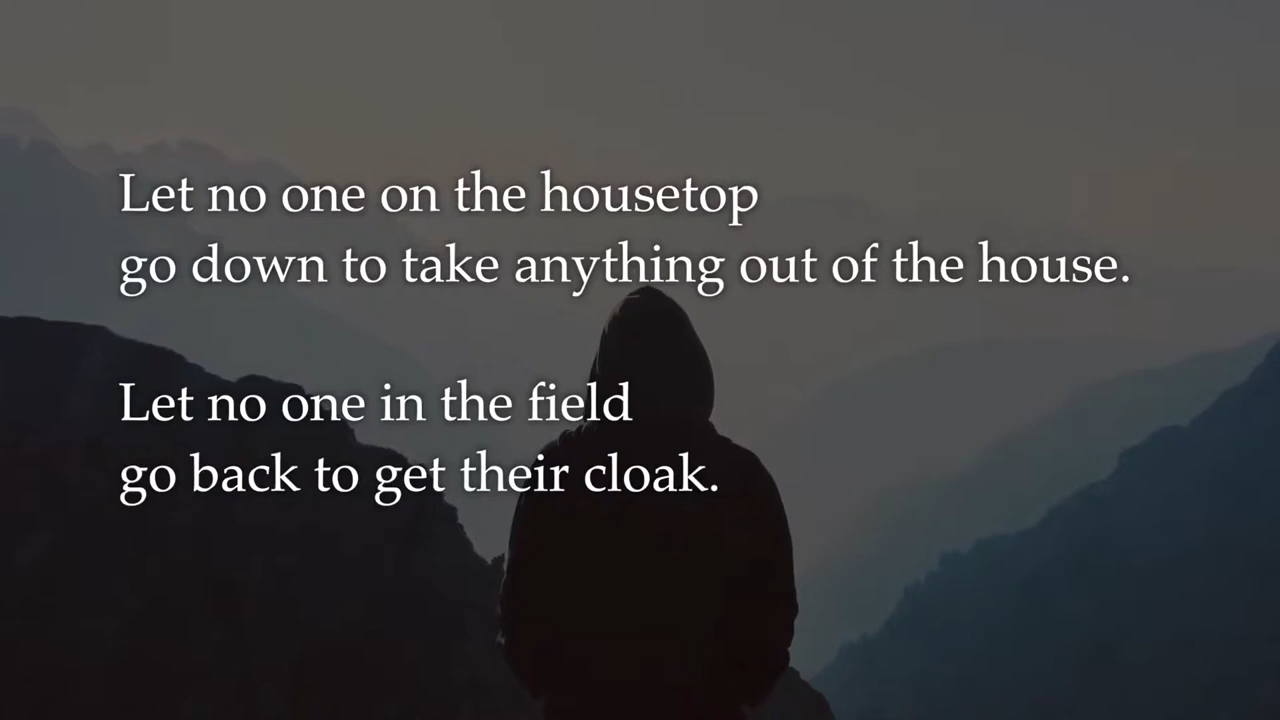 Let no one on the housetop
go down to take anything out of the house.
Let no one in the field
go back to get their cloak.